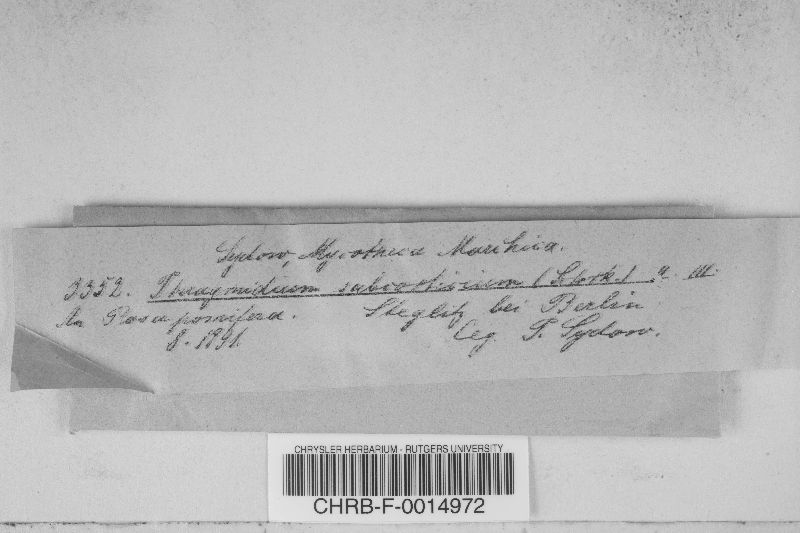 Sydow, Mycotheca Marchica.
3352. Phragmidium subcorticium (Schrk.) u. III.
An Rosa pomifera. Steglitz bei Berlin
8. 1891. leg. P. Sydow.
CHRYSLER HERBARIUM - RUTGERS UNIVERSITY
CHRB-F-0014972